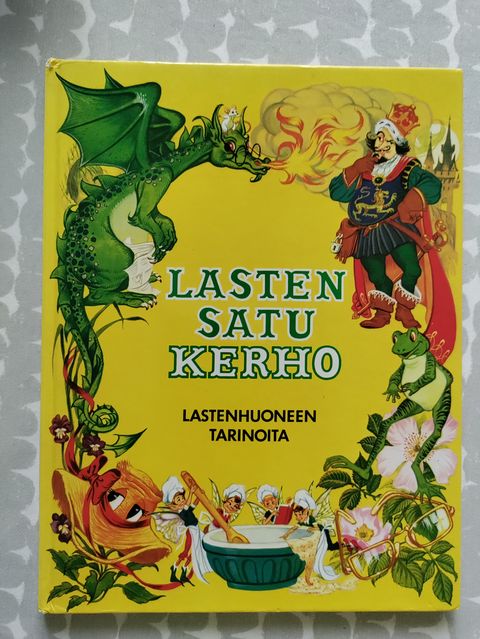 LASTEN
SATU
KERHO
LASTENHUONEEN
TARINOITA